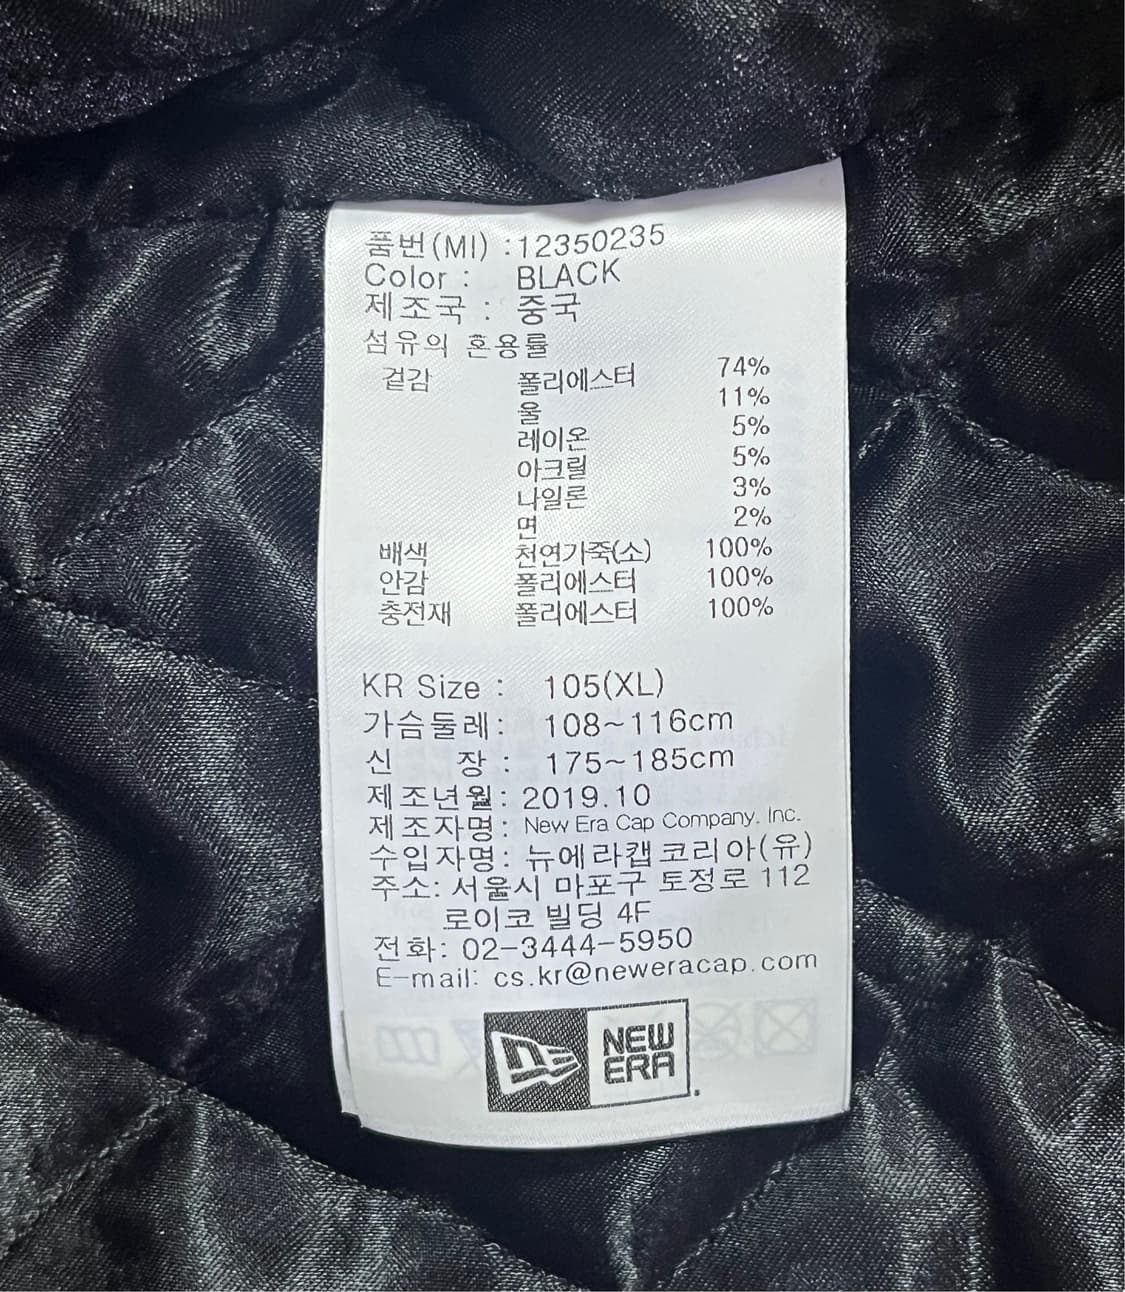 품번(MI) :12350235
Color : BLACK
제조국 : 중국
섬유의 혼용률
겉감 폴리에스터 74%
울 11%
레이온 5%
아크릴 5%
나일론 3%
면 2%
배색 천연가죽(소) 100%
안감 폴리에스터 100%
충전재 폴리에스터 100%
KR Size : 105(XL)
가슴둘레: 108~116cm
신 장 : 175~185cm
제조년월: 2019.10
제조자명: New Era Cap Company. Inc.
수입자명: 뉴에라캡코리아(유)
주소: 서울시 마포구 토정로 112
로이코 빌딩 4F
전화: 02-3444-5950
E-mail: cs.kr@neweracap.com
NEW
ERA